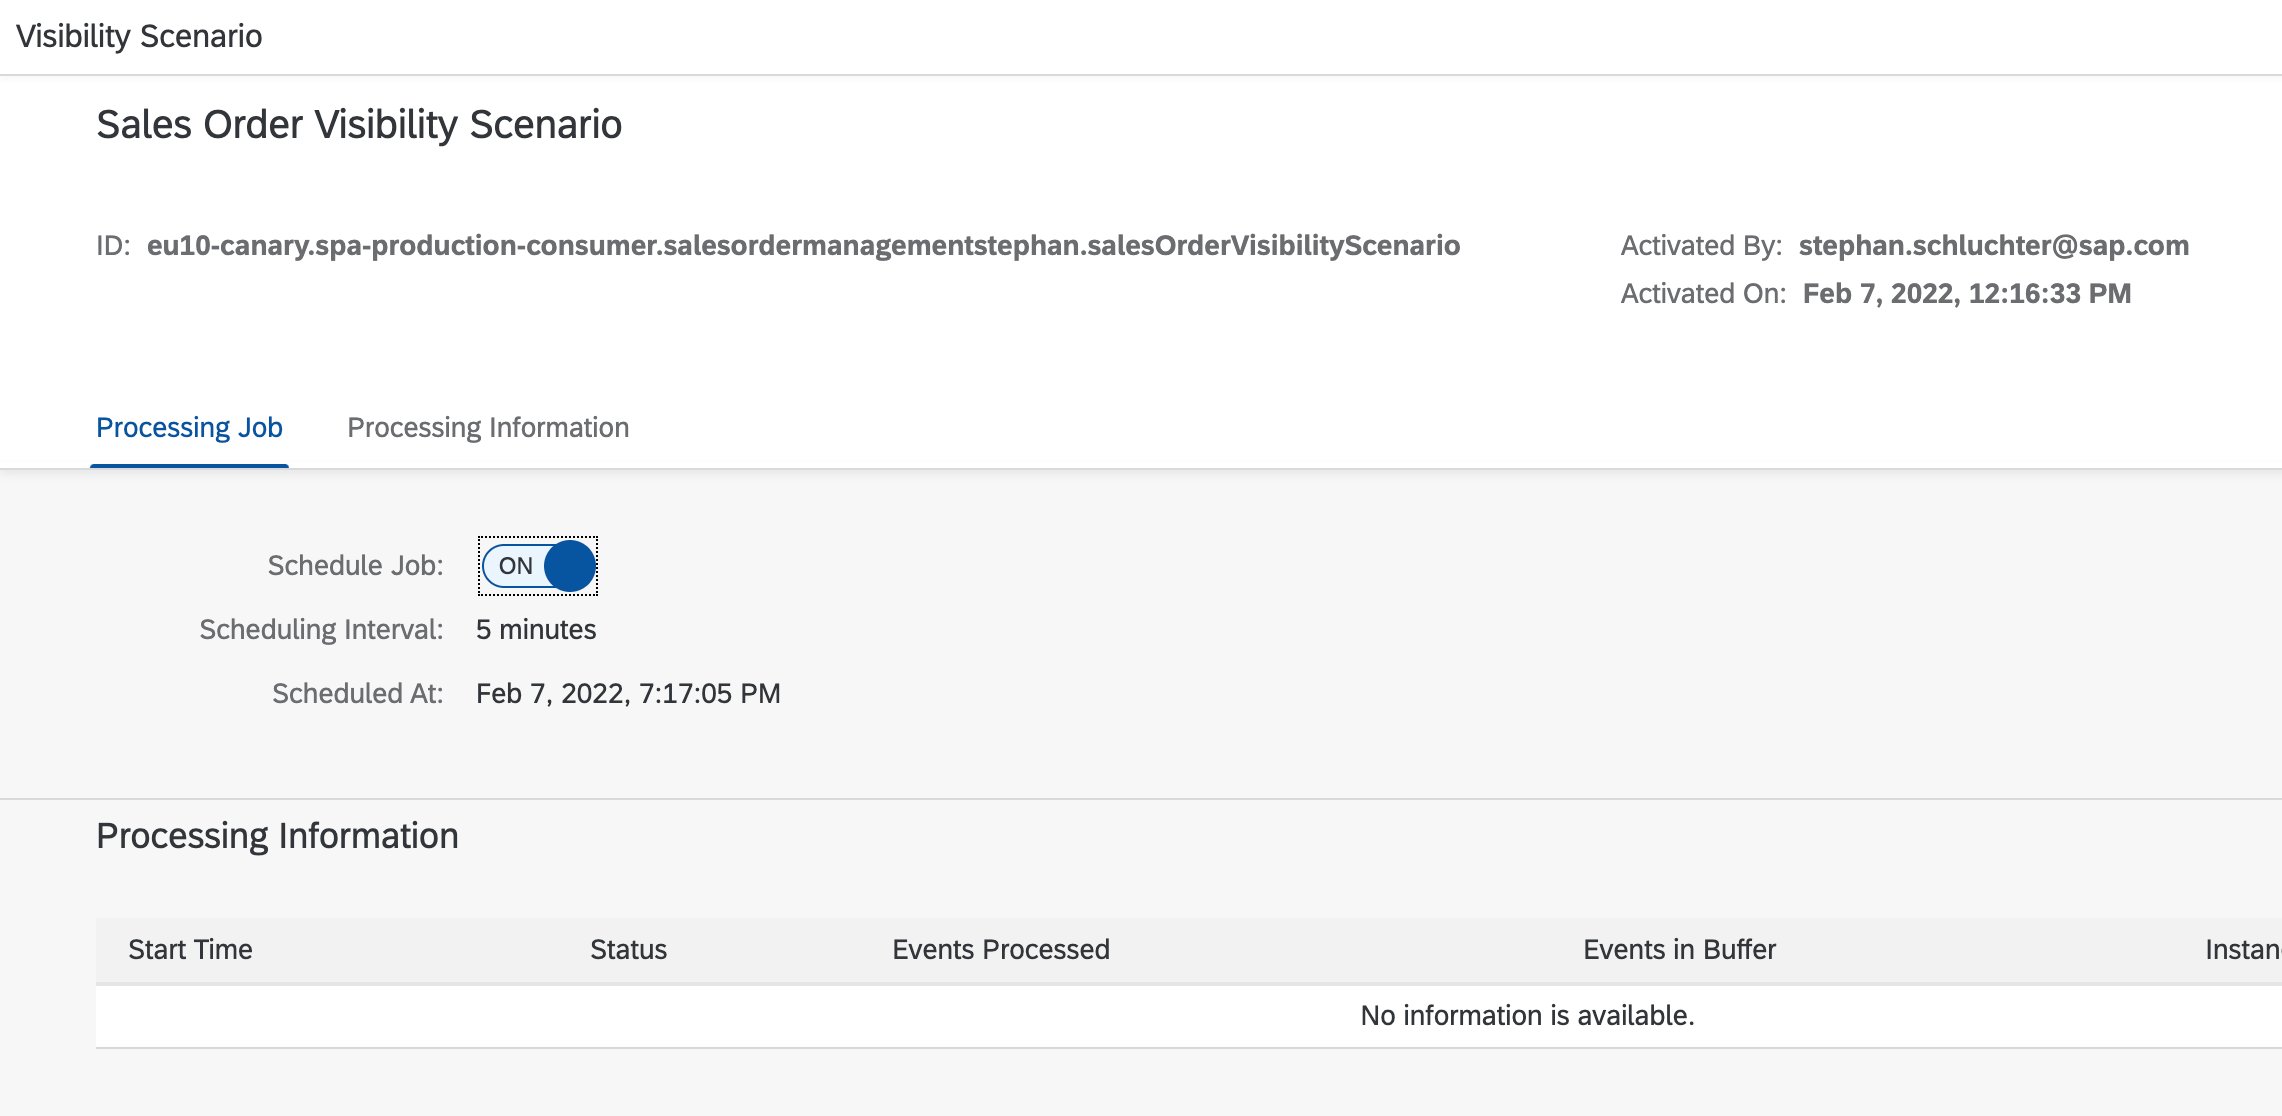 Visibility Scenario
Sales Order Visibility Scenario
ID: eu10-canary.spa-production-consumer.salesordermanagementstephan.salesOrderVisibilityScenario
Activated By: stephan.schluchter@sap.com
Activated On: Feb 7, 2022, 12:16:33 PM
Processing Job Processing Information
Schedule Job: ON
Scheduling Interval: 5 minutes
Scheduled At: Feb 7, 2022, 7:17:05 PM
Processing Information
Start Time Status Events Processed Events in Buffer Instan
No information is available.